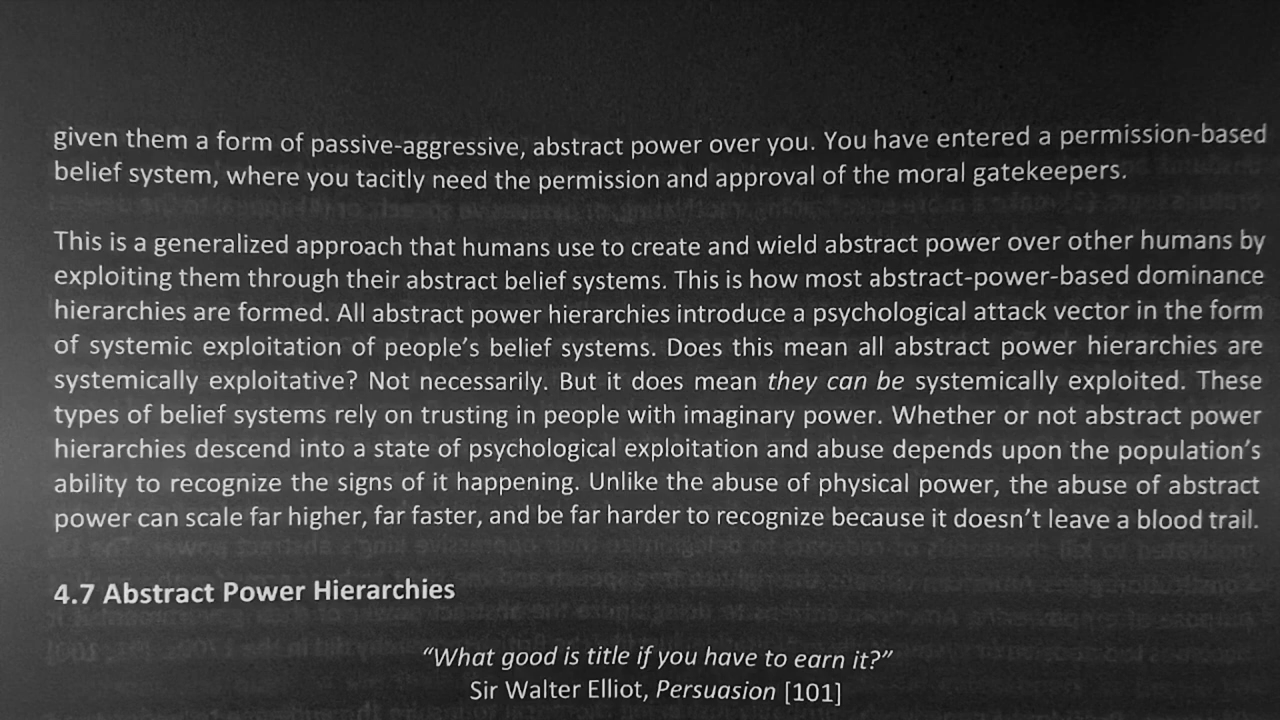 given them a form of passive-aggressive, abstract power over you. You have entered a permission-based
belief system, where you tacitly need the permission and approval of the moral gatekeepers.
This is a generalized approach that humans use to create and wield abstract power over other humans by
exploiting them through their abstract belief systems. This is how most abstract-power-based dominance
hierarchies are formed. All abstract power hierarchies introduce a psychological attack vector in the form
of systemic exploitation of people’s belief systems. Does this mean all abstract power hierarchies are
systemically exploitative? Not necessarily. But it does mean they can be systemically exploited. These
types of belief systems rely on trusting in people with imaginary power. Whether or not abstract power
hierarchies descend into a state of psychological exploitation and abuse depends upon the population’s
ability to recognize the signs of it happening. Unlike the abuse of physical power, the abuse of abstract
power can scale far higher, far faster, and be far harder to recognize because it doesn’t leave a blood trail.
4.7 Abstract Power Hierarchies
“What good is title if you have to earn it?”
Sir Walter Elliot, Persuasion [101]